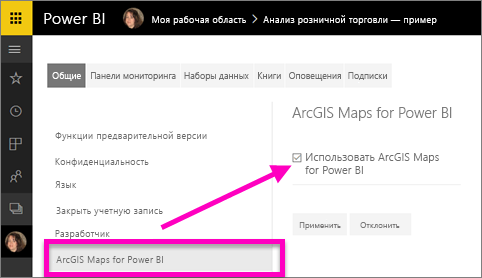 Power BI Моя рабочая область > Анализ розничной торговли — пример
Общие Панели мониторинга Наборы данных Книги Оповещения Подписки
ArcGIS Maps for Power BI
Функции предварительной версии
Конфиденциальность
Использовать ArcGIS Maps
for Power BI
Язык
Закрыть учетную запись
Разработчик
Применить Отклонить
ArcGIS Maps for Power BI